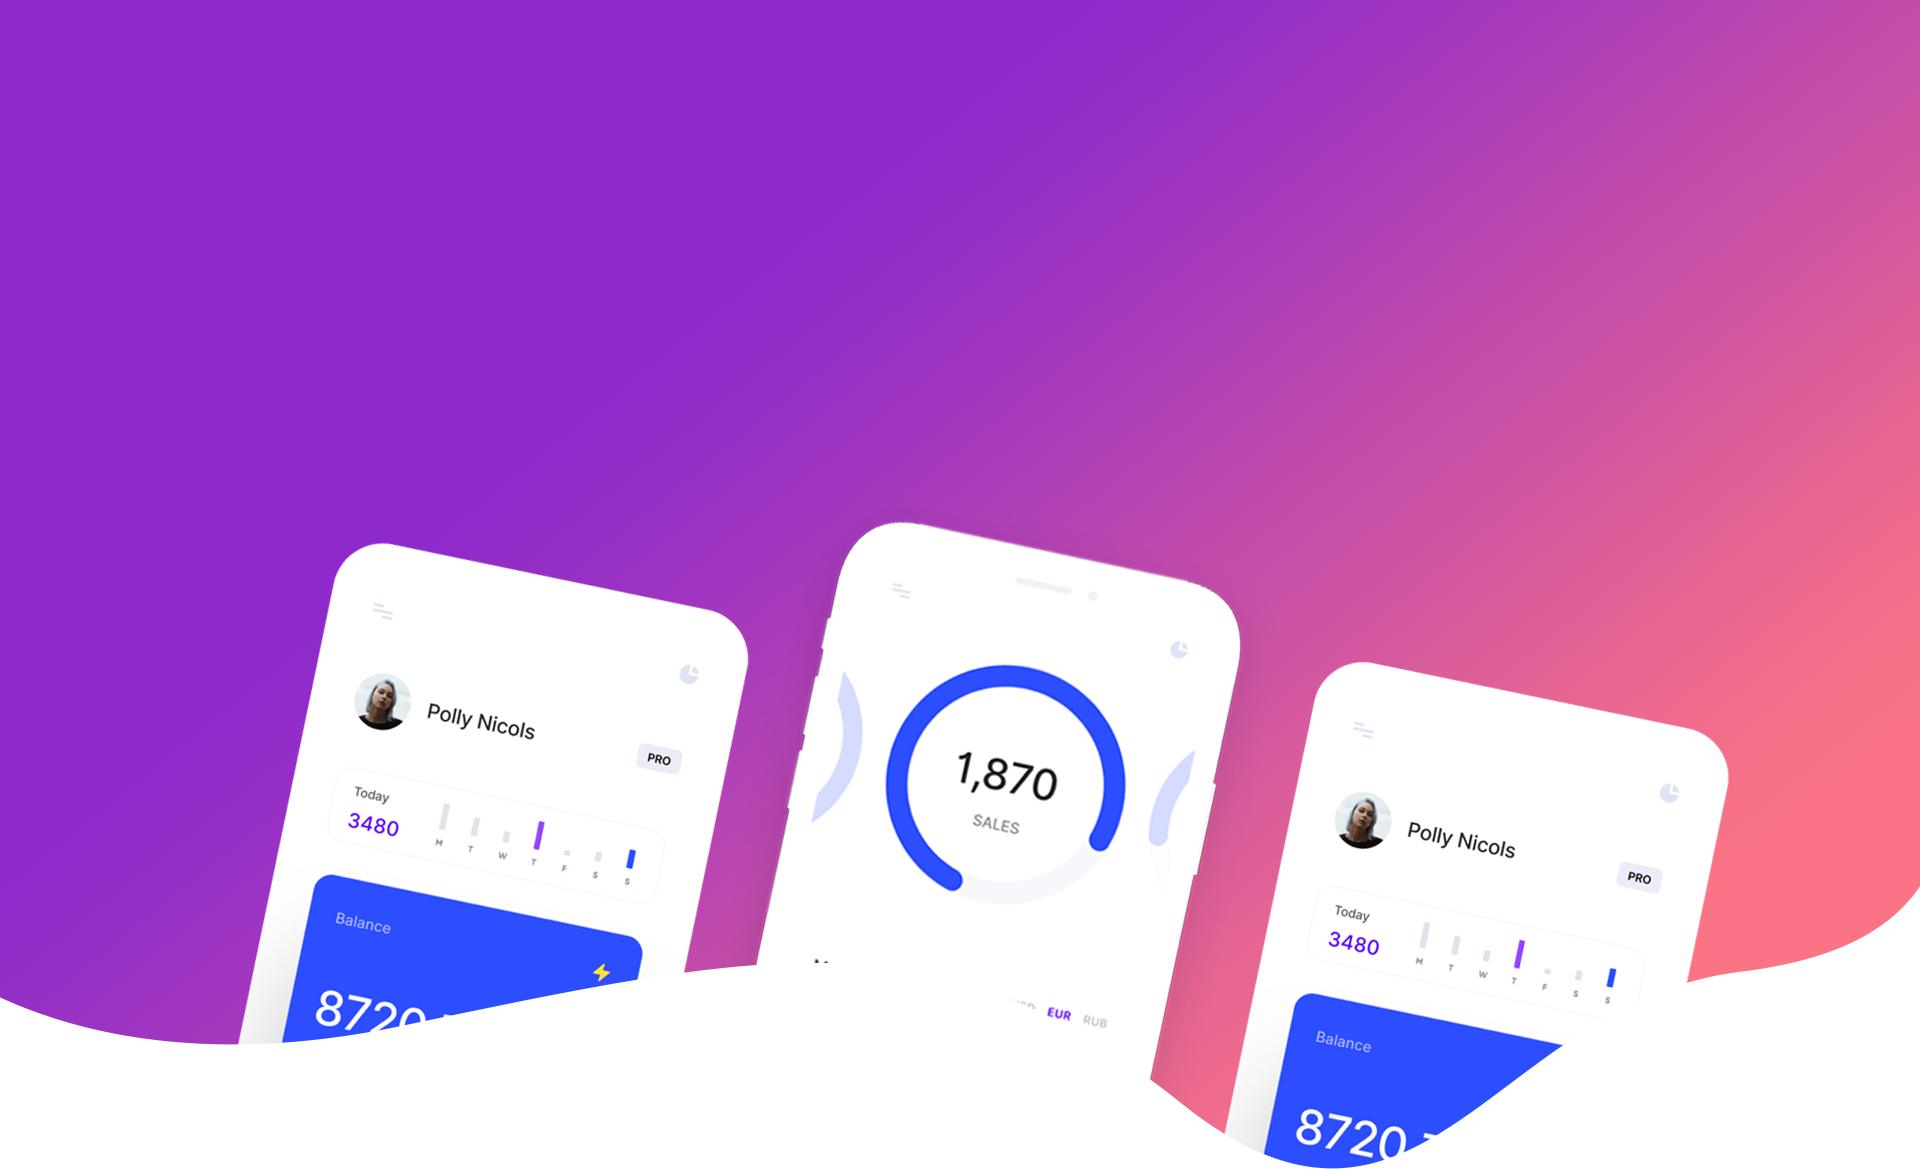 Polly Nicols
PRO
Today
3480
M T W T F S S
Balance
8720
1,870
SALES
EUR RUB
Polly Nicols
PRO
Today
3480
M T W T F S S
Balance
8720